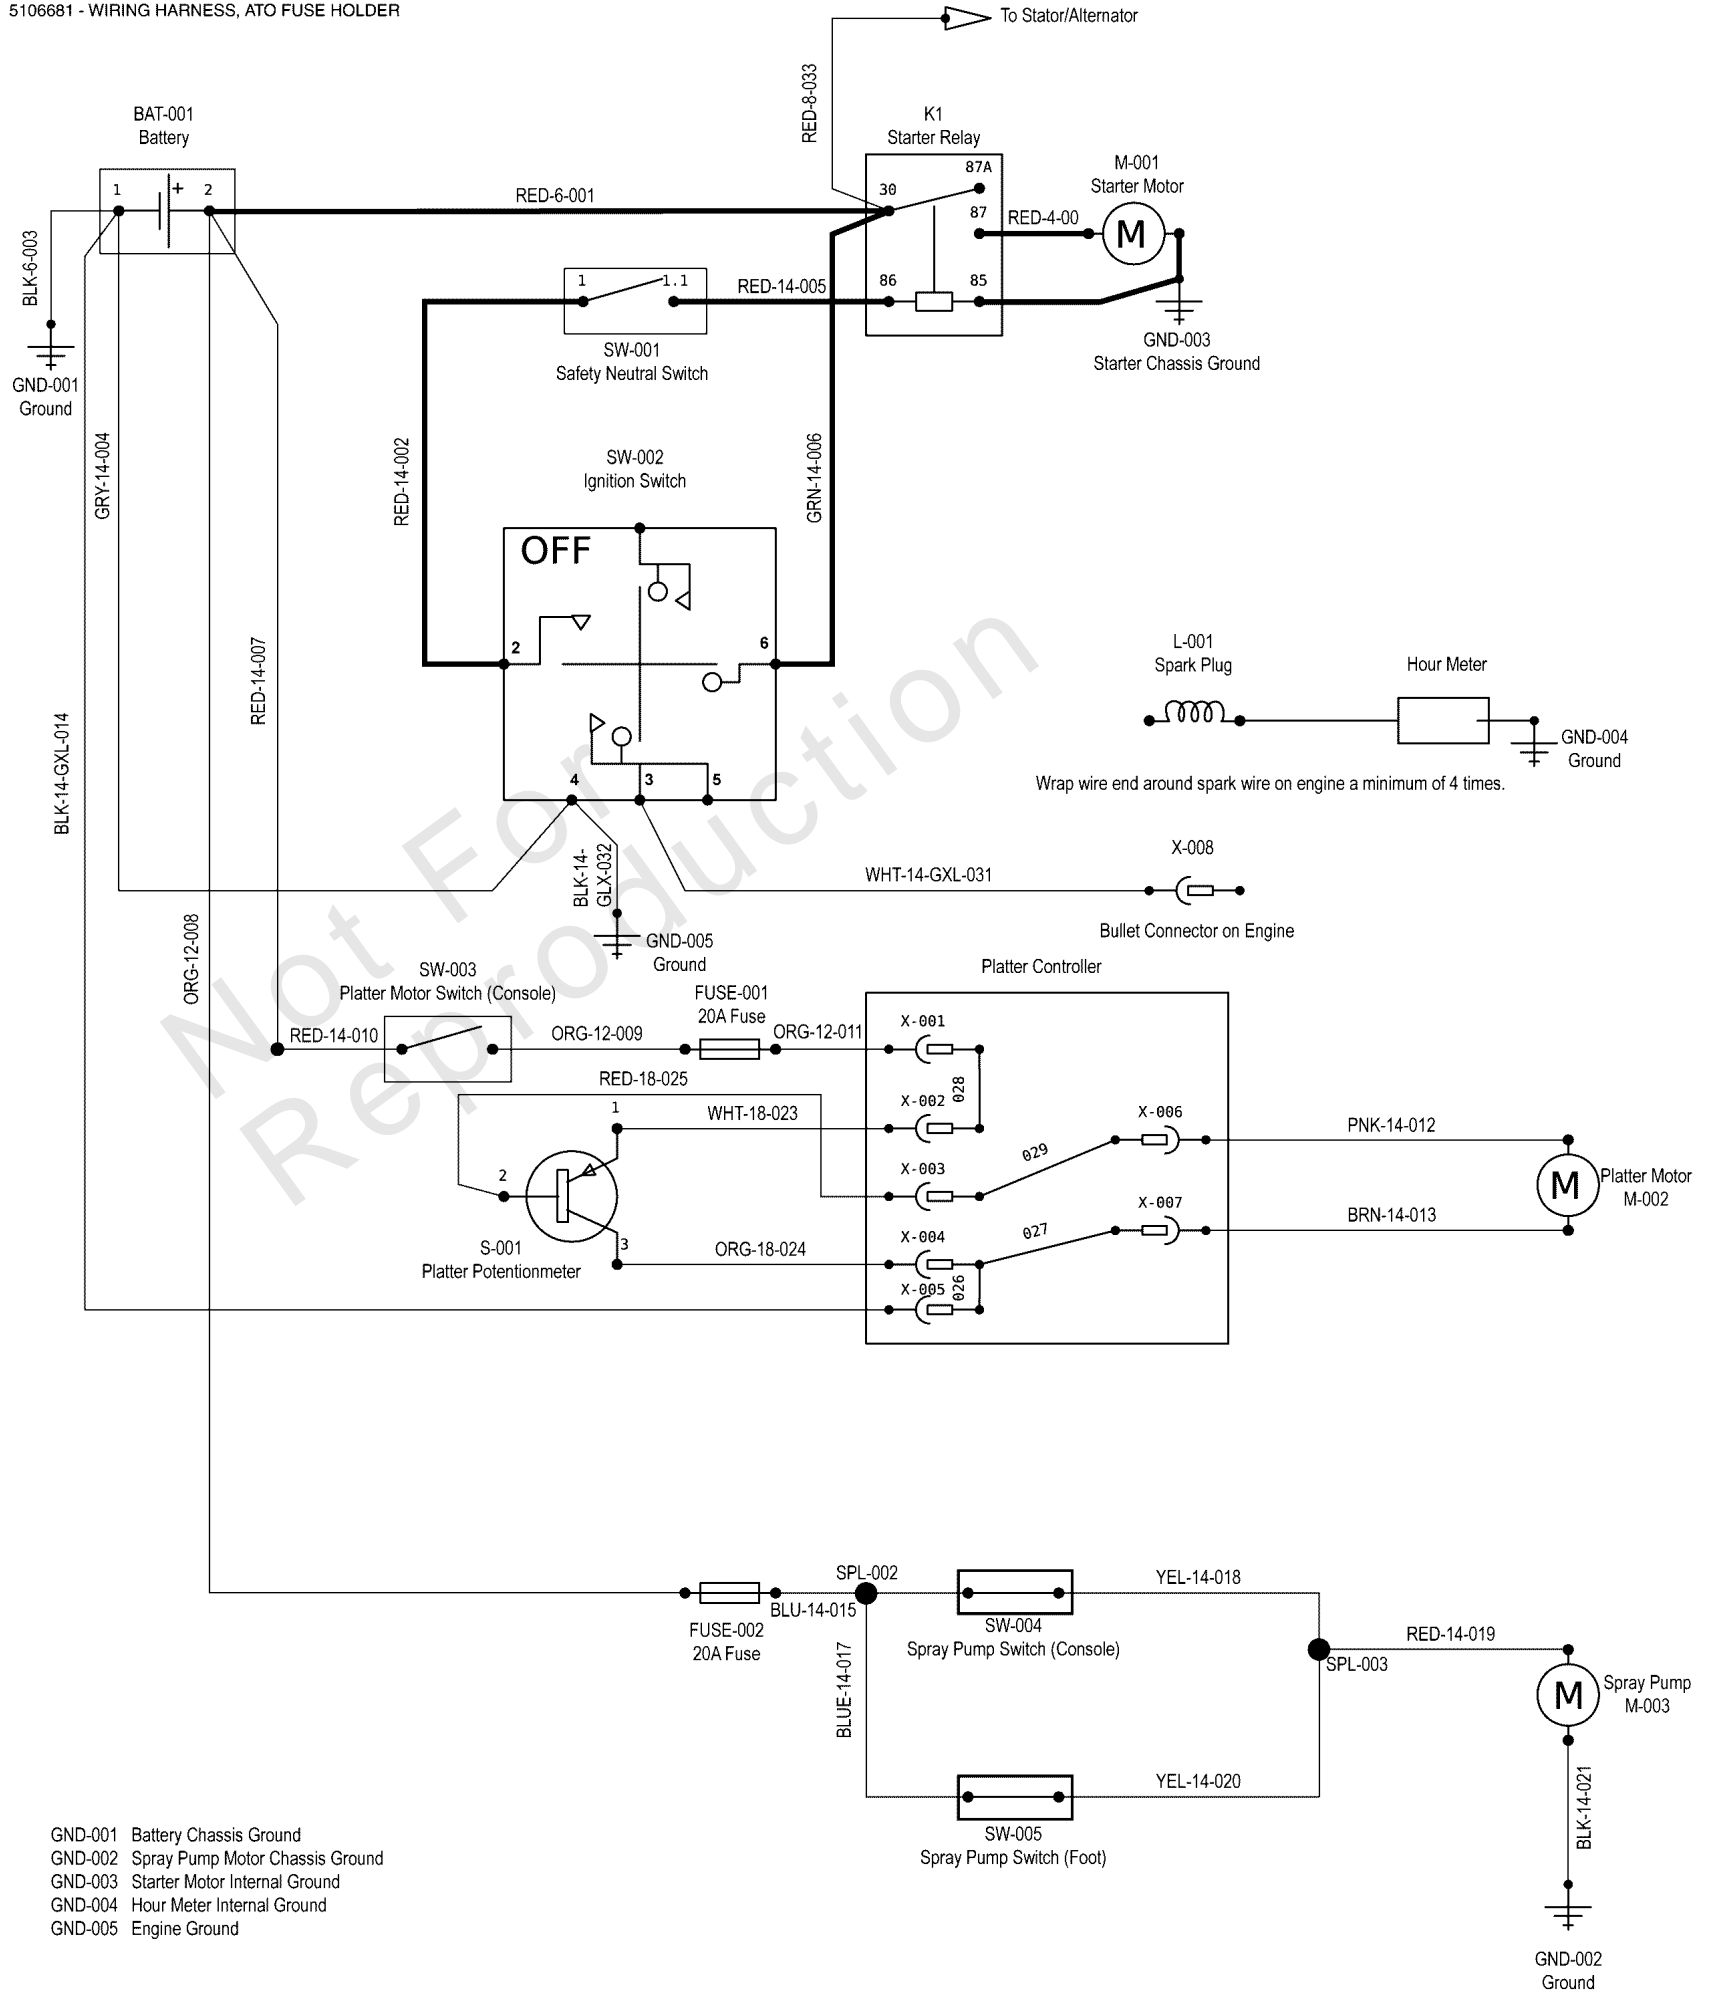 5106681 - WIRING HARNESS, ATO FUSE HOLDER
To Stator/Alternator
RED-8-033
BAT-001
Battery
1
+
2
RED-6-001
K1
Starter Relay
87A
30
87
86
85
RED-4-00
M-001
Starter Motor
M
BLK-6-003
GND-001
Ground
1
1.1
RED-14-005
SW-001
Safety Neutral Switch
GND-003
Starter Chassis Ground
GRY-14-004
RED-14-002
GRN-14-006
SW-002
Ignition Switch
OFF
2
6
4
3
5
RED-14-007
BLK-14-GXL-014
L-001
Spark Plug
Hour Meter
GND-004
Ground
Wrap wire end around spark wire on engine a minimum of 4 times.
Not For
Reproduction
BLK-14-
GLX-032
GND-005
Ground
WHT-14-GXL-031
X-008
Bullet Connector on Engine
ORG-12-008
SW-003
Platter Motor Switch (Console)
RED-14-010
ORG-12-009
FUSE-001
20A Fuse
ORG-12-011
Platter Controller
X-001
028
X-002
X-003
029
X-004
027
X-005
026
X-006
X-007
RED-18-025
1
WHT-18-023
2
3
ORG-18-024
S-001
Platter Potentionmeter
PNK-14-012
M
Platter Motor
M-002
BRN-14-013
FUSE-002
20A Fuse
BLU-14-015
SPL-002
BLUE-14-017
SW-004
Spray Pump Switch (Console)
YEL-14-018
SPL-003
RED-14-019
M
Spray Pump
M-003
SW-005
Spray Pump Switch (Foot)
YEL-14-020
BLK-14-021
GND-002
Ground
GND-001 Battery Chassis Ground
GND-002 Spray Pump Motor Chassis Ground
GND-003 Starter Motor Internal Ground
GND-004 Hour Meter Internal Ground
GND-005 Engine Ground